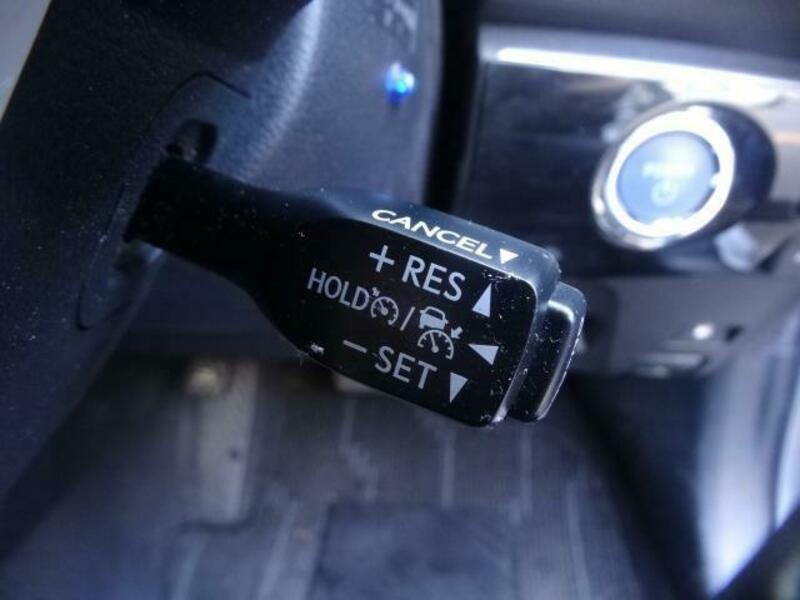 CANCEL▼
+ RES ▲
HOLD / ◀
− SET ▼